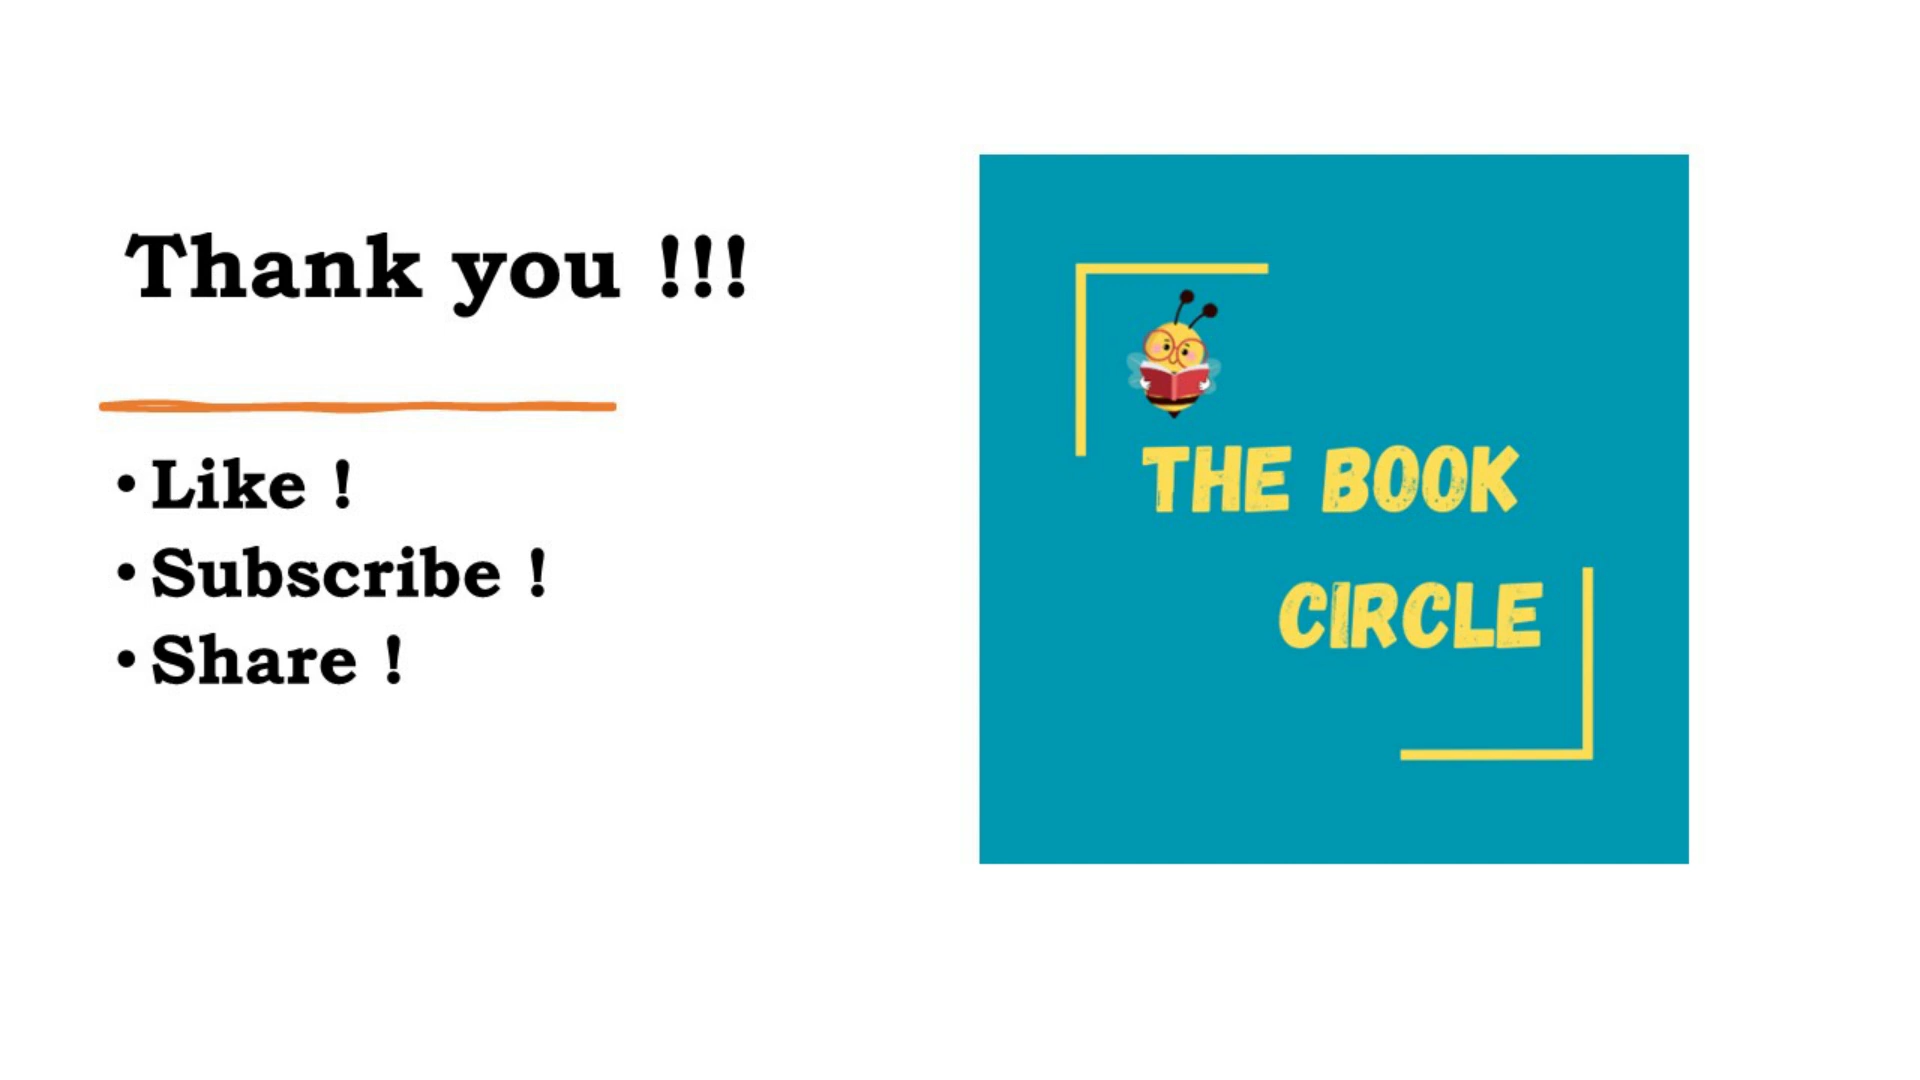 Thank you !!!
• Like !
• Subscribe !
• Share !
THE BOOK
CIRCLE